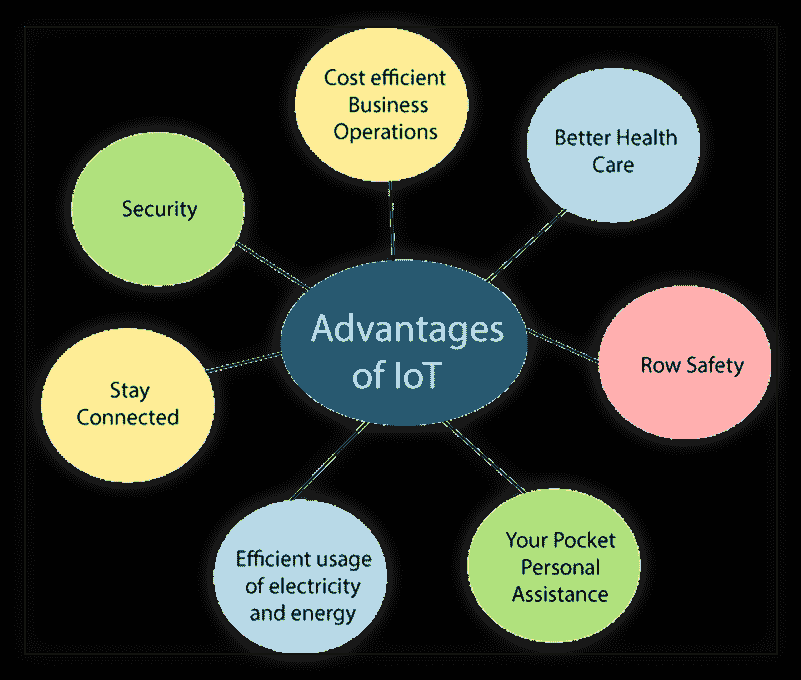 Cost efficient
Business
Operations
Better Health
Care
Security
Advantages
of IoT
Row Safety
Stay
Connected
Your Pocket
Personal
Assistance
Efficient usage
of electricity
and energy